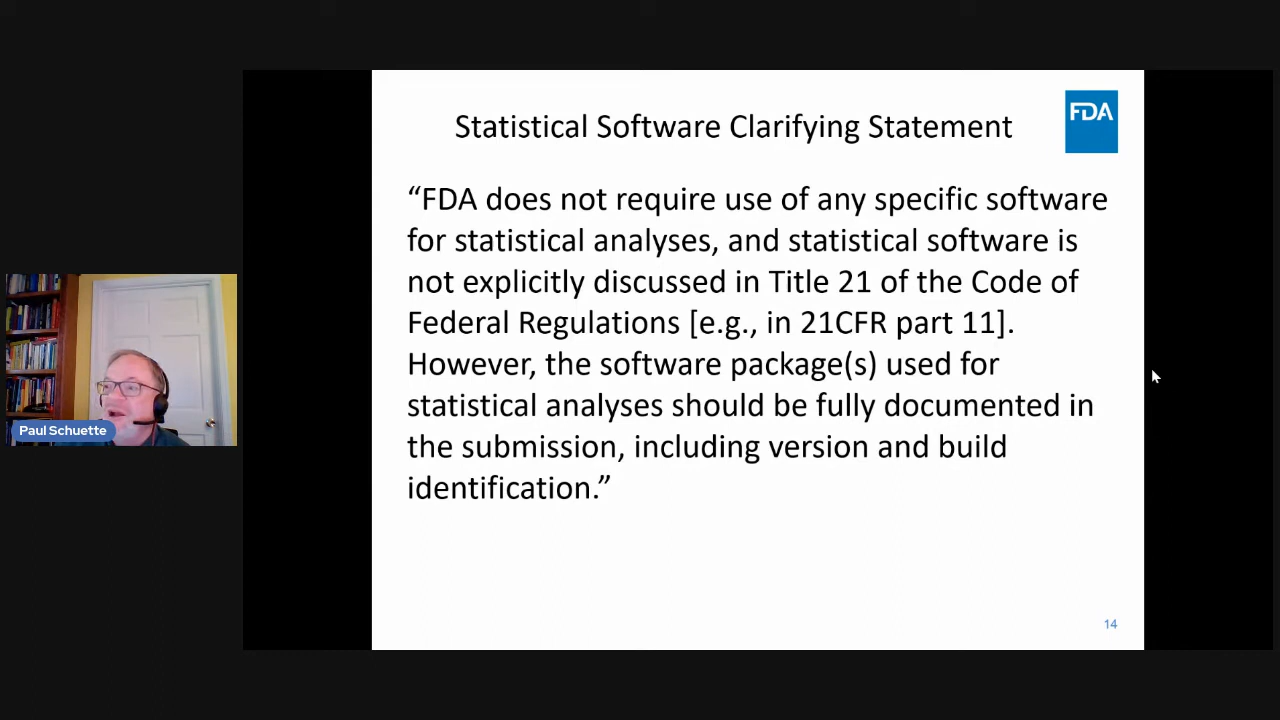 Statistical Software Clarifying Statement
FDA
“FDA does not require use of any specific software
for statistical analyses, and statistical software is
not explicitly discussed in Title 21 of the Code of
Federal Regulations [e.g., in 21CFR part 11].
However, the software package(s) used for
statistical analyses should be fully documented in
the submission, including version and build
identification.”
Paul Schuette
14